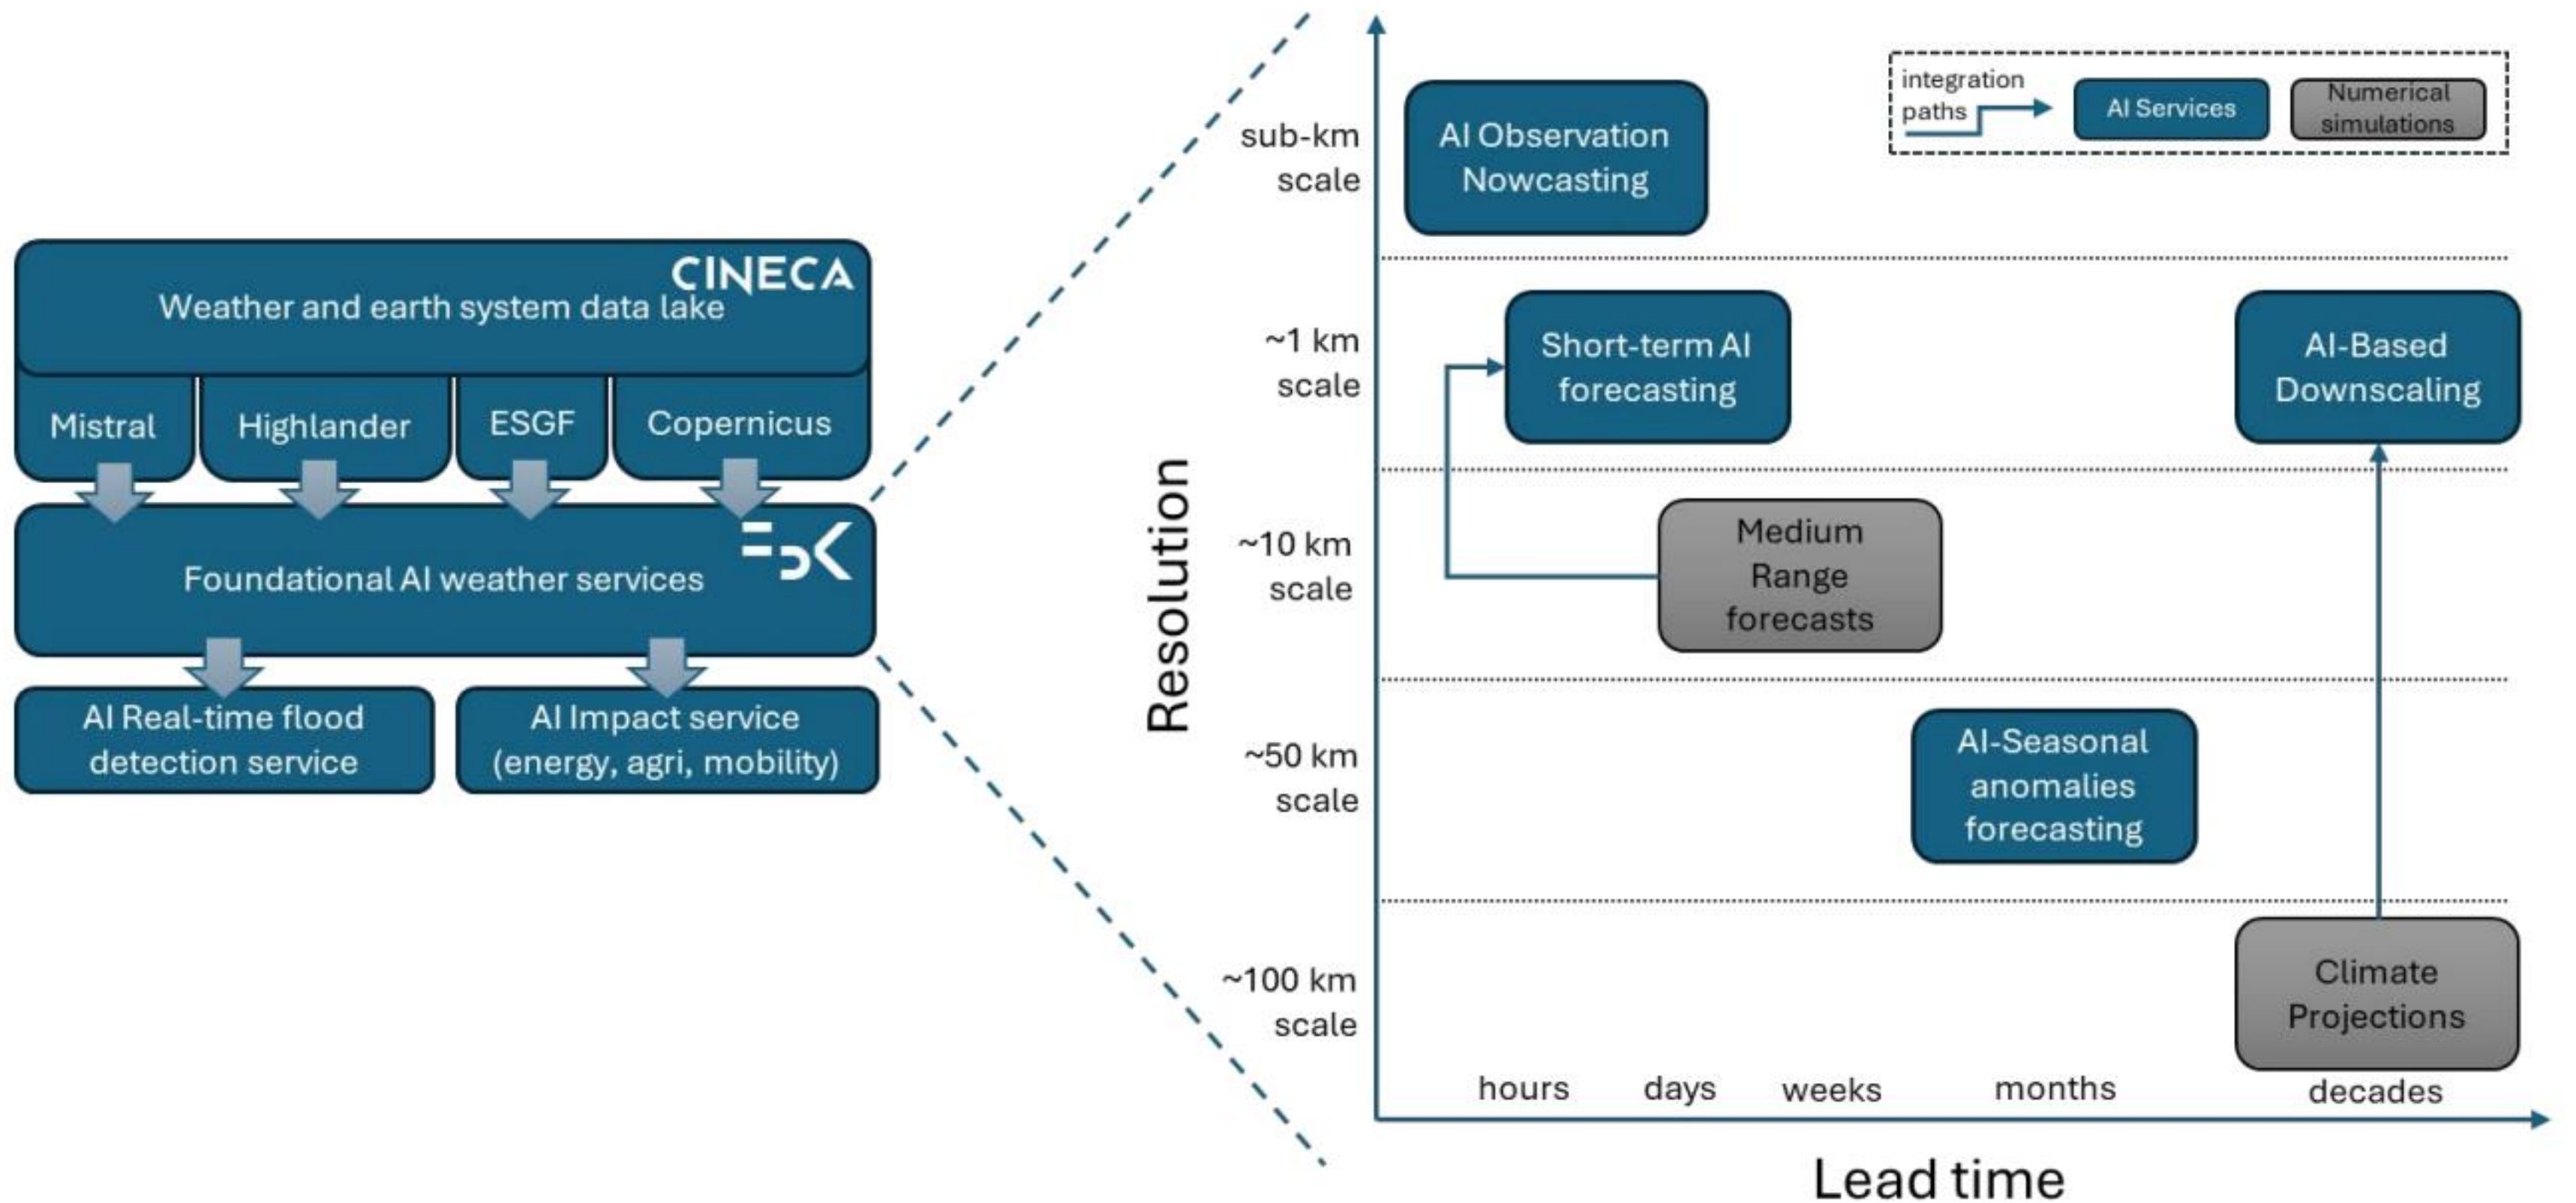 CINECA
Weather and earth system data lake
Mistral
Highlander
ESGF
Copernicus
FBK
Foundational AI weather services
AI Real-time flood
detection service
AI Impact service
(energy, agri, mobility)
integration
paths
AI Services
Numerical
simulations
Resolution
sub-km
scale
AI Observation
Nowcasting
~1 km
scale
Short-term AI
forecasting
AI-Based
Downscaling
~10 km
scale
Medium
Range
forecasts
~50 km
scale
AI-Seasonal
anomalies
forecasting
~100 km
scale
Climate
Projections
hours
days
weeks
months
decades
Lead time